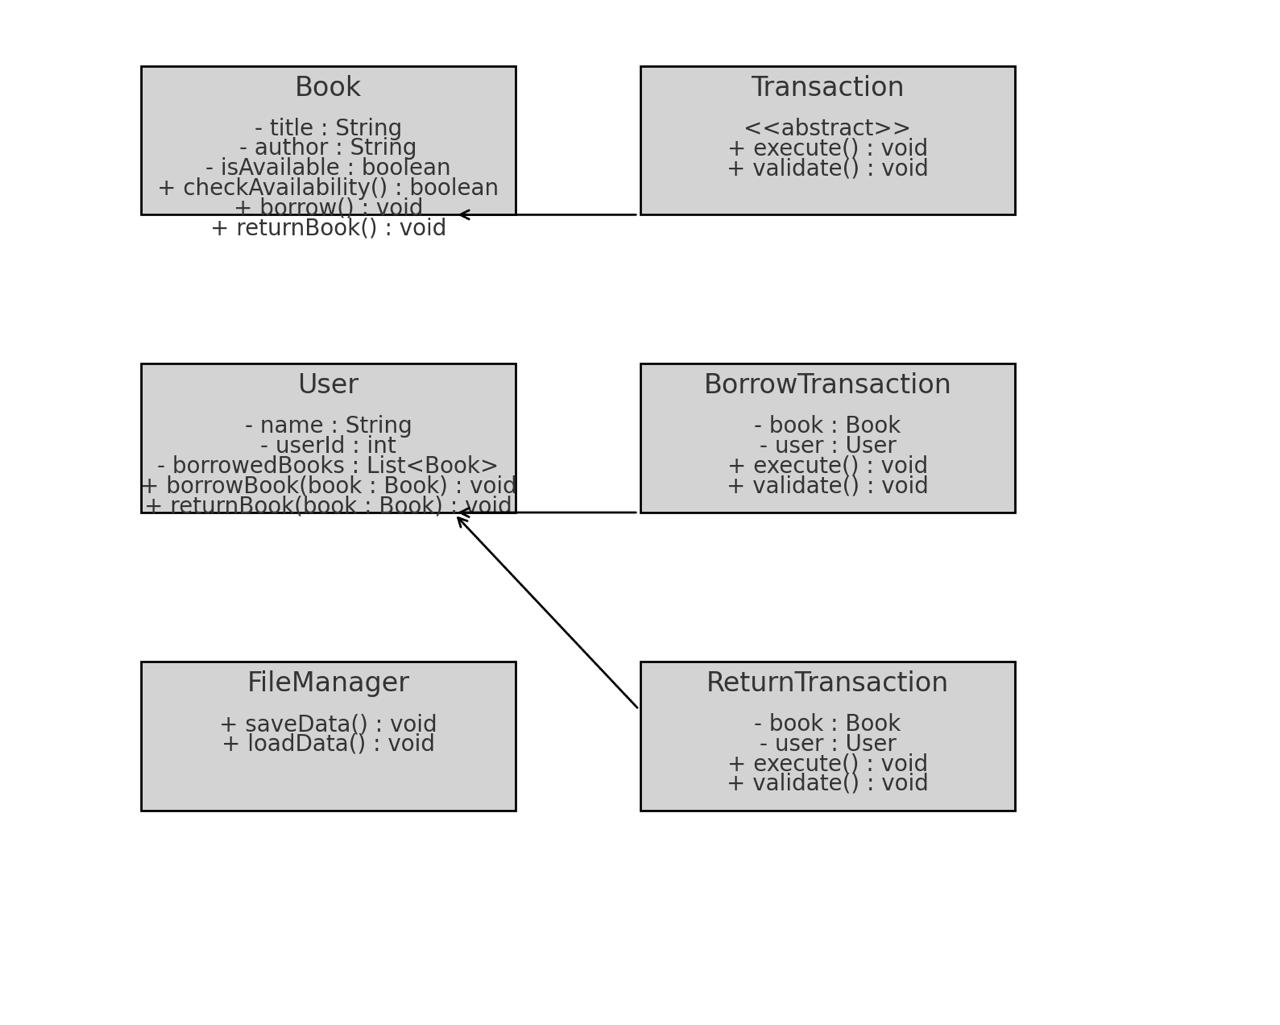 Book
- title : String
- author : String
- isAvailable : boolean
+ checkAvailability() : boolean
+ borrow() : void
+ returnBook() : void
Transaction
<<abstract>>
+ execute() : void
+ validate() : void
User
- name : String
- userId : int
- borrowedBooks : List<Book>
+ borrowBook(book : Book) : void
+ returnBook(book : Book) : void
BorrowTransaction
- book : Book
- user : User
+ execute() : void
+ validate() : void
FileManager
+ saveData() : void
+ loadData() : void
ReturnTransaction
- book : Book
- user : User
+ execute() : void
+ validate() : void